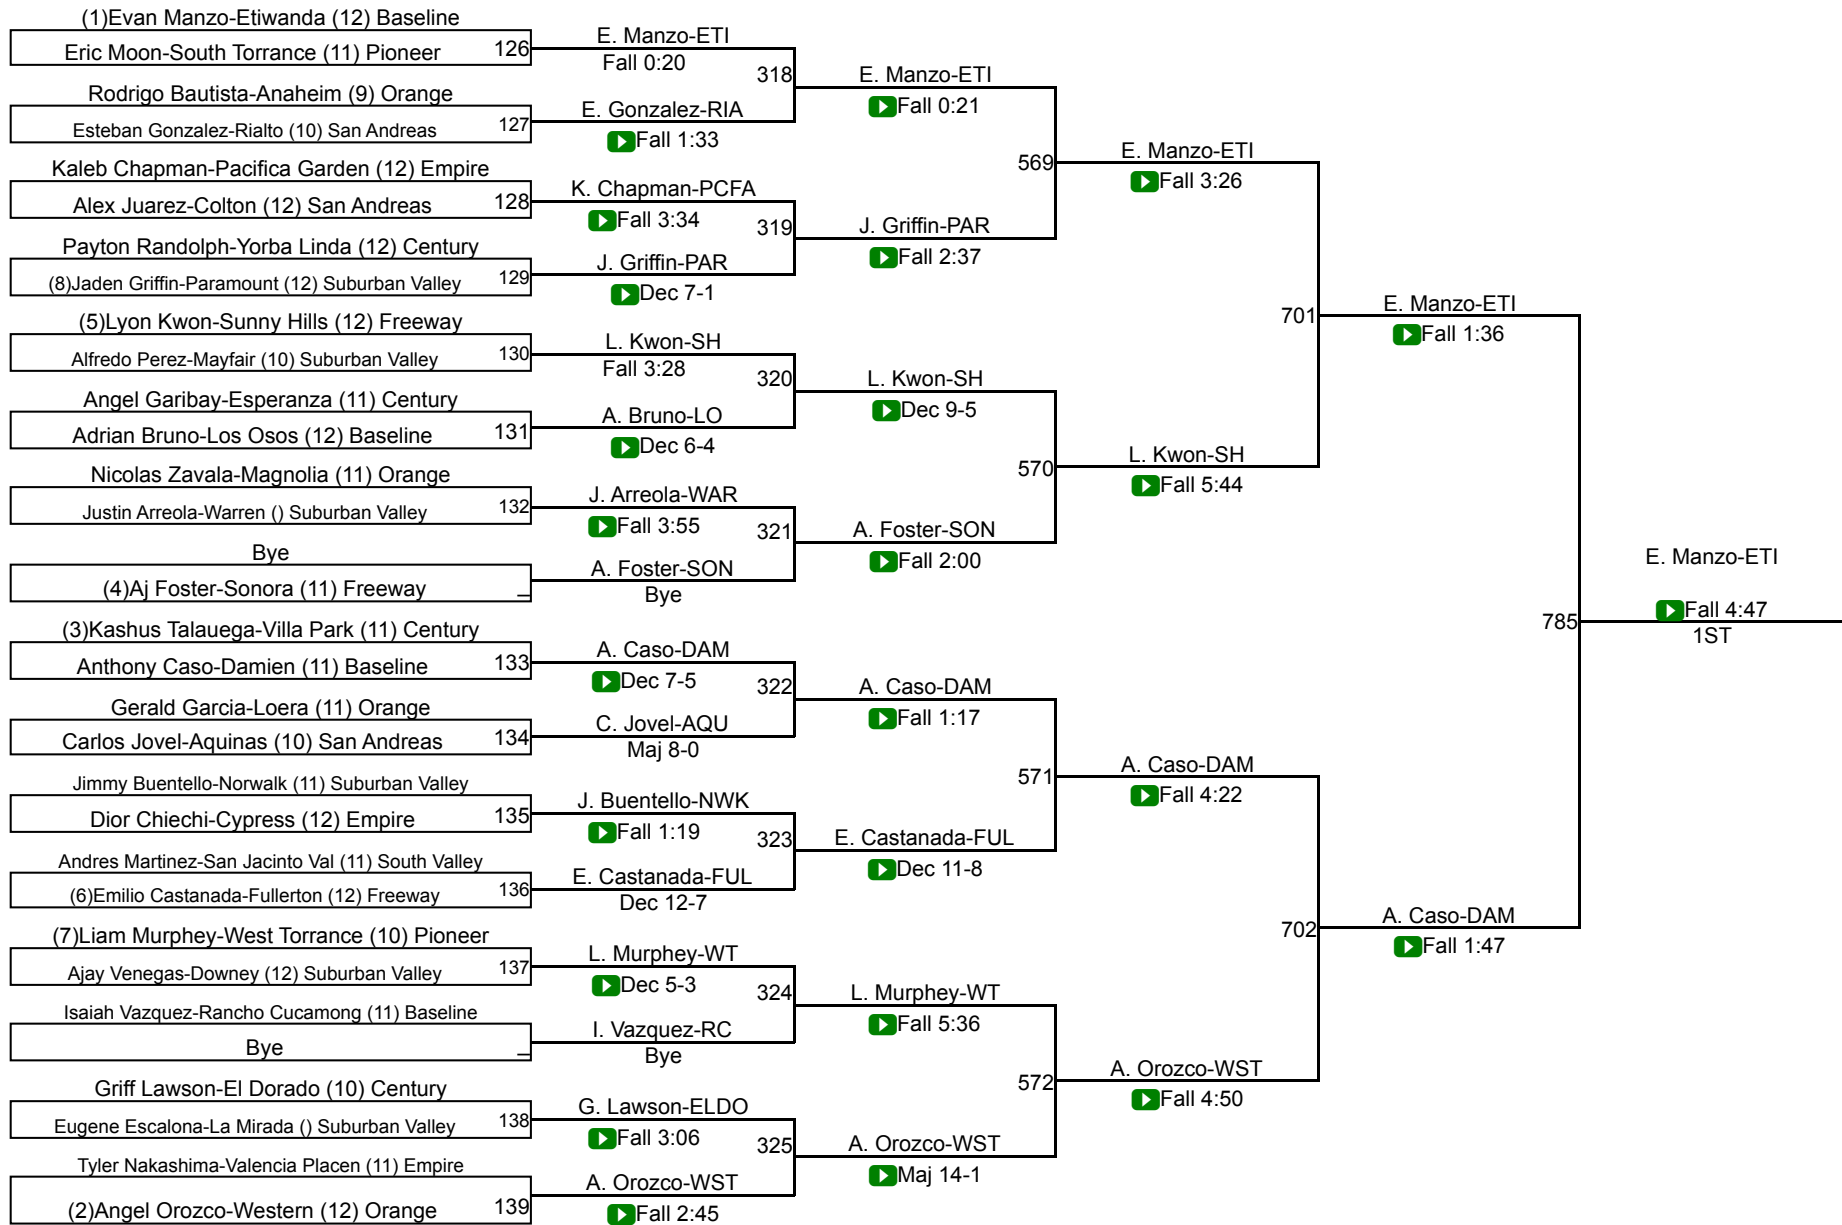 (1)Evan Manzo-Etiwanda (12) Baseline
Eric Moon-South Torrance (11) Pioneer
126
Rodrigo Bautista-Anaheim (9) Orange
Esteban Gonzalez-Rialto (10) San Andreas
127
Kaleb Chapman-Pacifica Garden (12) Empire
Alex Juarez-Colton (12) San Andreas
128
Payton Randolph-Yorba Linda (12) Century
(8)Jaden Griffin-Paramount (12) Suburban Valley
129
(5)Lyon Kwon-Sunny Hills (12) Freeway
Alfredo Perez-Mayfair (10) Suburban Valley
130
Angel Garibay-Esperanza (11) Century
Adrian Bruno-Los Osos (12) Baseline
131
Nicolas Zavala-Magnolia (11) Orange
Justin Arreola-Warren () Suburban Valley
132
Bye
(4)Aj Foster-Sonora (11) Freeway
_
(3)Kashus Talauega-Villa Park (11) Century
Anthony Caso-Damien (11) Baseline
133
Gerald Garcia-Loera (11) Orange
Carlos Jovel-Aquinas (10) San Andreas
134
Jimmy Buentello-Norwalk (11) Suburban Valley
Dior Chiechi-Cypress (12) Empire
135
Andres Martinez-San Jacinto Val (11) South Valley
(6)Emilio Castanada-Fullerton (12) Freeway
136
(7)Liam Murphey-West Torrance (10) Pioneer
Ajay Venegas-Downey (12) Suburban Valley
137
Isaiah Vazquez-Rancho Cucamong (11) Baseline
Bye
_
Griff Lawson-El Dorado (10) Century
Eugene Escalona-La Mirada () Suburban Valley
138
Tyler Nakashima-Valencia Placen (11) Empire
(2)Angel Orozco-Western (12) Orange
139
E. Manzo-ETI
Fall 0:20
318
E. Gonzalez-RIA
Fall 1:33
K. Chapman-PCFA
Fall 3:34
319
J. Griffin-PAR
Dec 7-1
L. Kwon-SH
Fall 3:28
320
A. Bruno-LO
Dec 6-4
J. Arreola-WAR
Fall 3:55
321
A. Foster-SON
Bye
A. Caso-DAM
Dec 7-5
322
C. Jovel-AQU
Maj 8-0
J. Buentello-NWK
Fall 1:19
323
E. Castanada-FUL
Dec 12-7
L. Murphey-WT
Dec 5-3
324
I. Vazquez-RC
Bye
G. Lawson-ELDO
Fall 3:06
325
A. Orozco-WST
Fall 2:45
E. Manzo-ETI
Fall 0:21
569
J. Griffin-PAR
Fall 2:37
L. Kwon-SH
Dec 9-5
570
A. Foster-SON
Fall 2:00
A. Caso-DAM
Fall 1:17
571
E. Castanada-FUL
Dec 11-8
L. Murphey-WT
Fall 5:36
572
A. Orozco-WST
Maj 14-1
E. Manzo-ETI
Fall 3:26
701
L. Kwon-SH
Fall 5:44
A. Caso-DAM
Fall 4:22
702
A. Orozco-WST
Fall 4:50
E. Manzo-ETI
Fall 1:36
785
A. Caso-DAM
Fall 1:47
E. Manzo-ETI
Fall 4:47
1ST